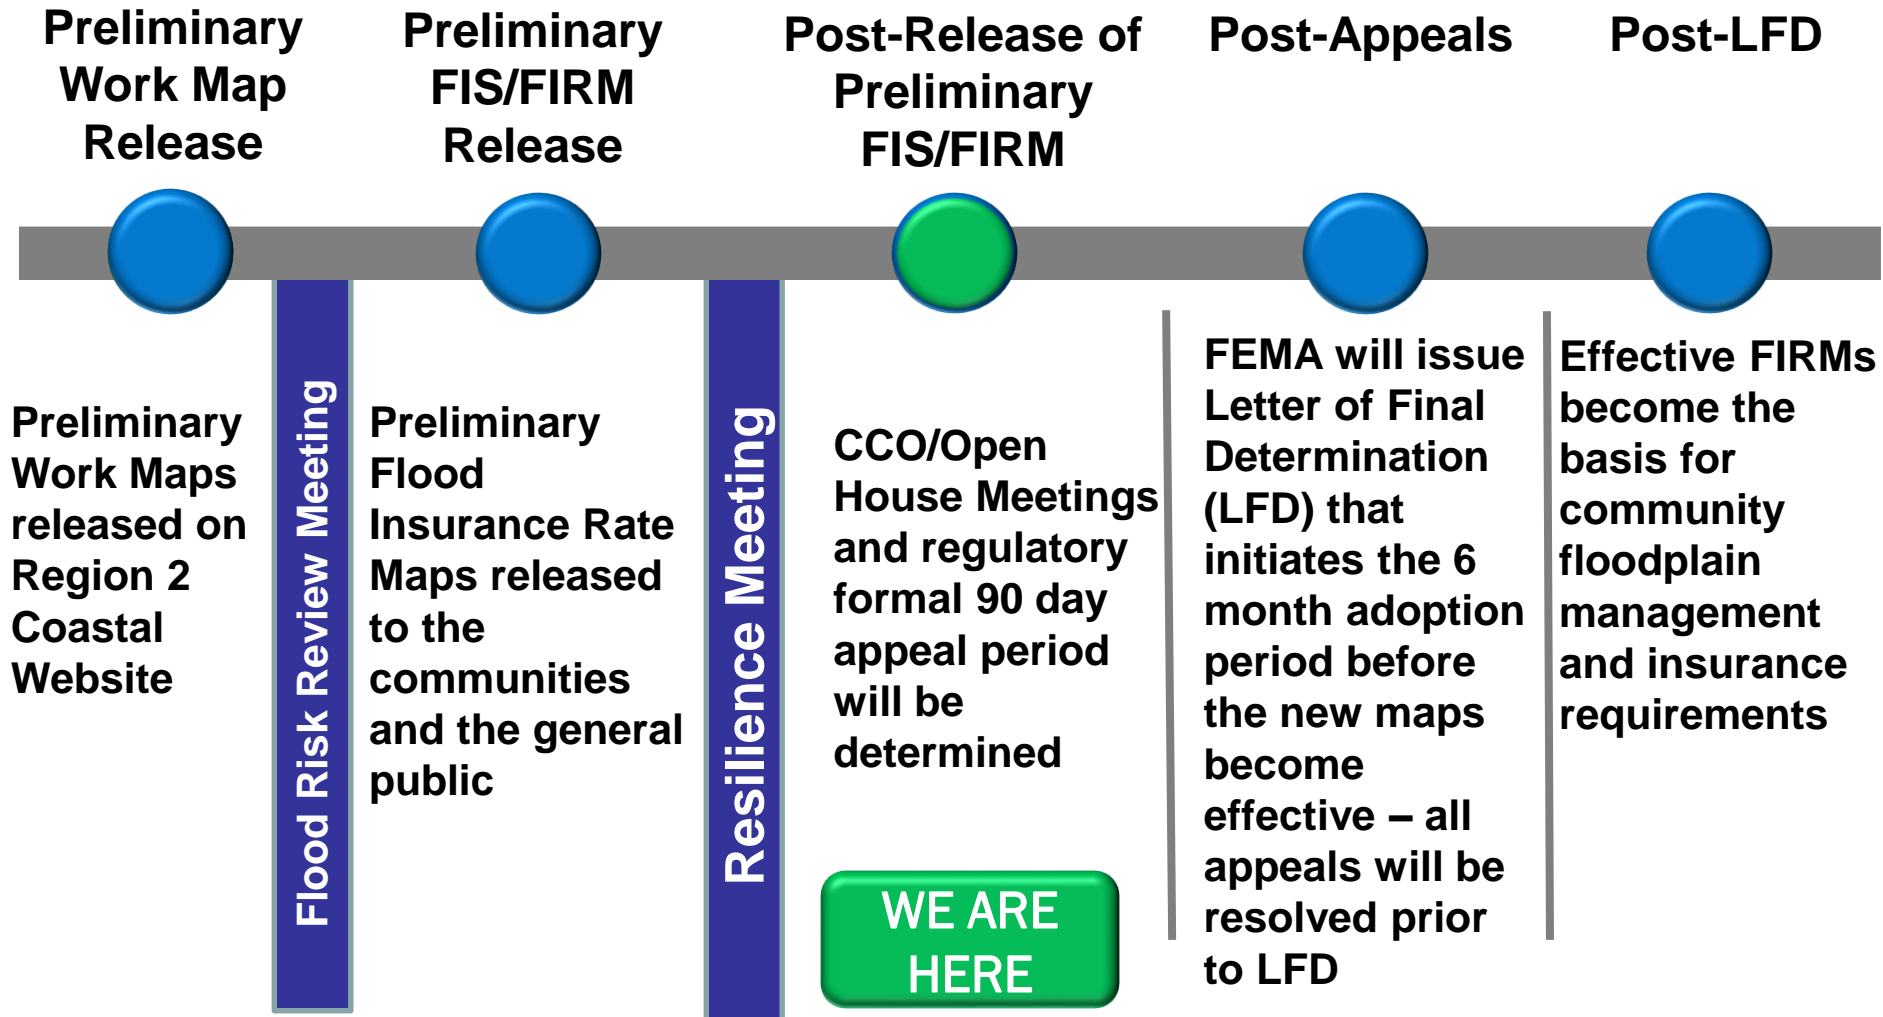 Preliminary
Work Map
Release
Preliminary
FIS/FIRM
Release
Post-Release of
Preliminary
FIS/FIRM
Post-Appeals
Post-LFD
Preliminary
Work Maps
released on
Region 2
Coastal
Website
Flood Risk Review Meeting
Preliminary
Flood
Insurance Rate
Maps released
to the
communities
and the general
public
Resilience Meeting
CCO/Open
House Meetings
and regulatory
formal 90 day
appeal period
will be
determined
WE ARE
HERE
FEMA will issue
Letter of Final
Determination
(LFD) that
initiates the 6
month adoption
period before
the new maps
become
effective – all
appeals will be
resolved prior
to LFD
Effective FIRMs
become the
basis for
community
floodplain
management
and insurance
requirements